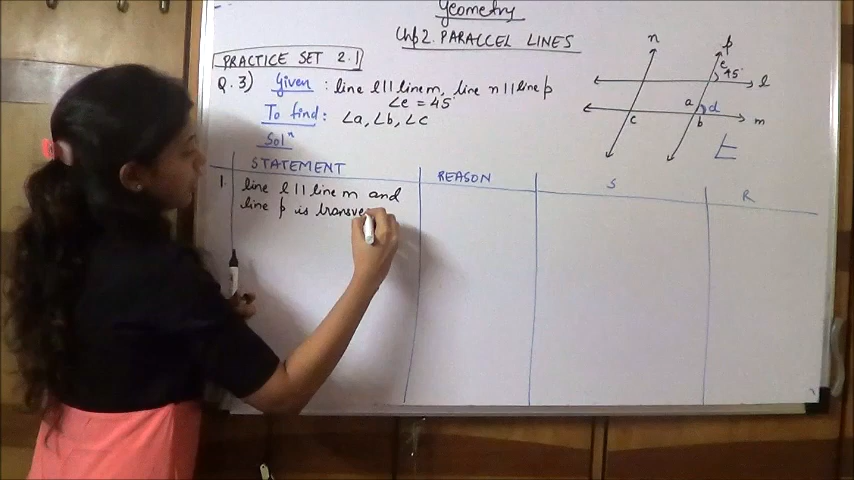 Geometry
Chp 2. PARALLEL LINES
PRACTICE SET 2.1
Q. 3) Given : line l || line m, line n || line p
∠e = 45°
To find : ∠a, ∠b, ∠c
Solⁿ
STATEMENT REASON S R
1. line l || line m and
line p is transve
n
p
e
45°
l
a
d
m
c
b